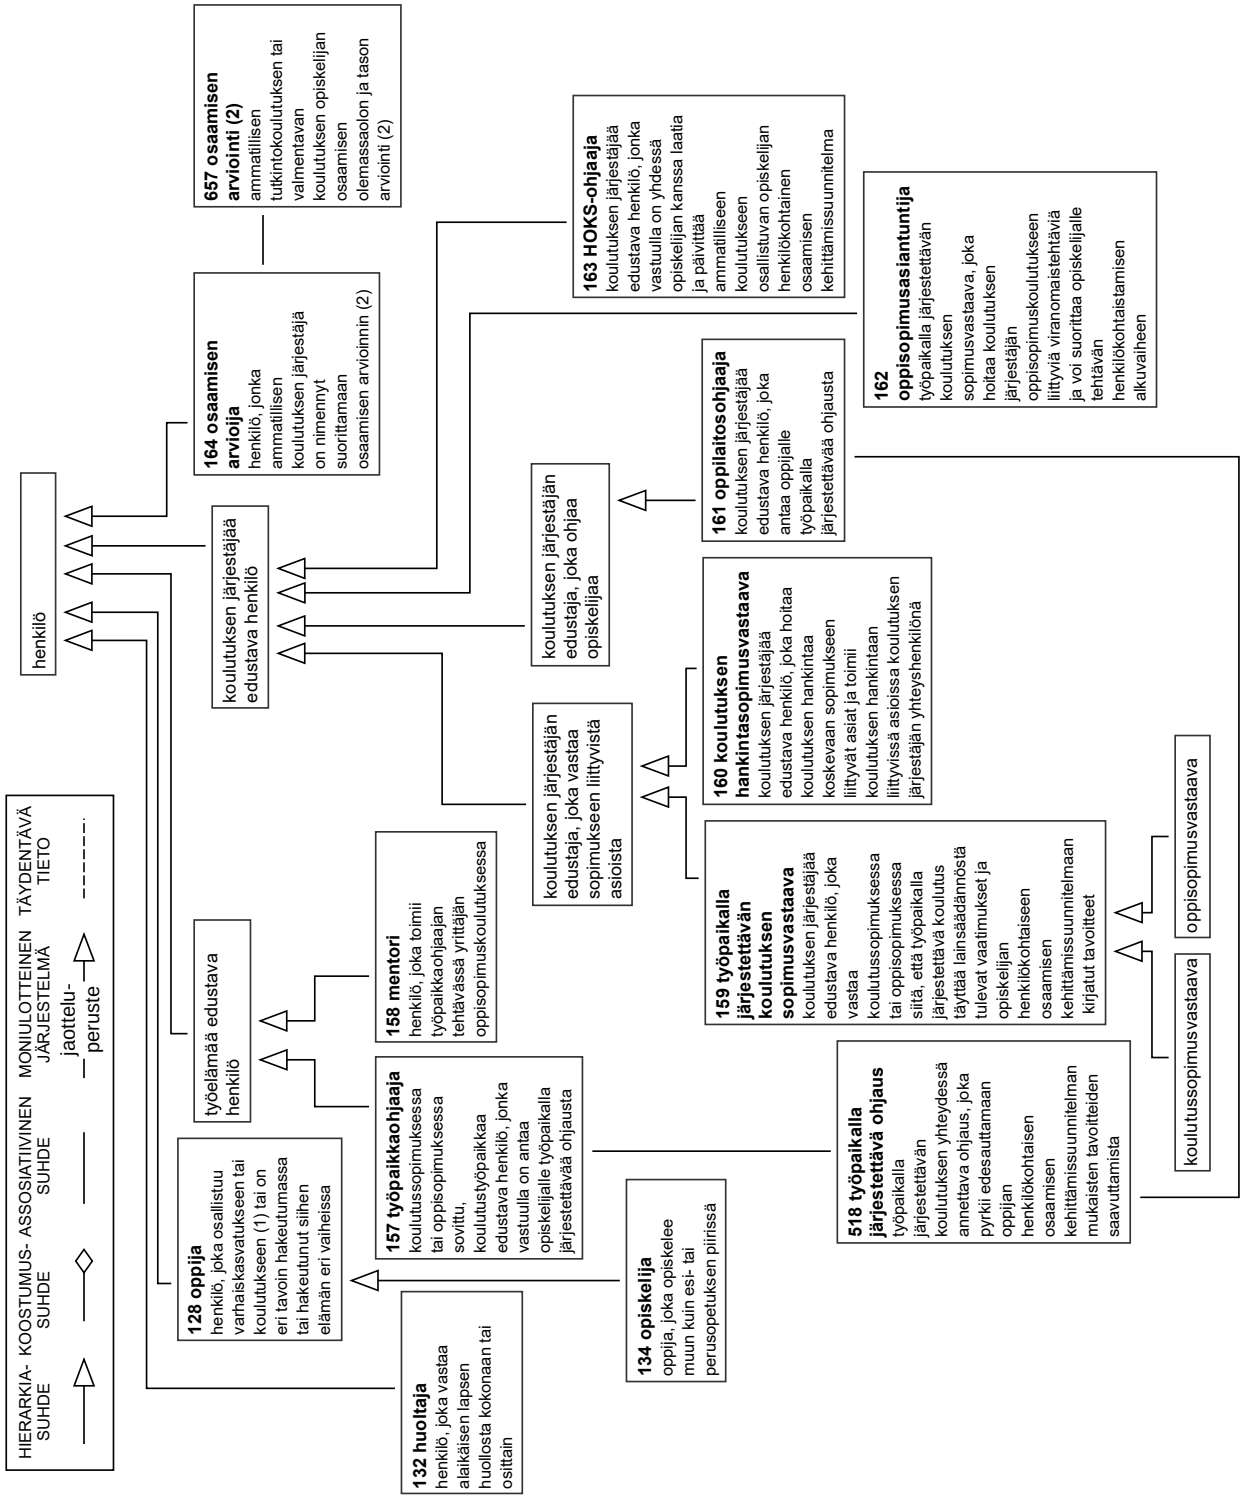 HIERARKIA-
SUHDE
KOOSTUMUS-
SUHDE
ASSOSIATIIVINEN
SUHDE
MONIULOTTEINEN
JÄRJESTELMÄ
jaottelu-
peruste
TÄYDENTÄVÄ
TIETO
henkilö
132 huoltaja
henkilö, joka vastaa
alaikäisen lapsen
huollosta kokonaan tai
osittain
128 oppija
henkilö, joka osallistuu
varhaiskasvatukseen tai
koulutukseen (1) tai on
eri tavoin hakeutumassa
tai hakeutunut siihen
elämän eri vaiheissa
134 opiskelija
oppija, joka opiskelee
muun kuin esi- tai
perusopetuksen piirissä
työelämää edustava
henkilö
157 työpaikkaohjaaja
koulutussopimuksessa
tai oppisopimuksessa
sovittu,
koulutustyöpaikkaa
edustava henkilö, jonka
vastuulla on antaa
opiskelijalle työpaikalla
järjestettävää ohjausta
158 mentori
henkilö, joka toimii
työpaikkaohjaajan
tehtävässä yrittäjän
oppisopimuskoulutuksessa
518 työpaikalla
järjestettävä ohjaus
työpaikalla
järjestettävän
koulutuksen yhteydessä
annettava ohjaus, joka
pyrkii edesauttamaan
oppijan
henkilökohtaisen
osaamisen
kehittämissuunnitelman
mukaisten tavoitteiden
saavuttamista
koulutuksen järjestäjää
edustava henkilö
koulutuksen järjestäjän
edustaja, joka vastaa
sopimukseen liittyvistä
asioista
159 työpaikalla
järjestettävän
koulutuksen
sopimusvastaava
koulutuksen järjestäjää
edustava henkilö, joka
vastaa
koulutussopimuksessa
tai oppisopimuksessa
siitä, että työpaikalla
järjestettävä koulutus
täyttää lainsäädännöstä
tulevat vaatimukset ja
opiskelijan
henkilökohtaiseen
osaamisen
kehittämissuunnitelmaan
kirjatut tavoitteet
koulutussopimusvastaava
oppisopimusvastaava
160 koulutuksen
hankintasopimusvastaava
koulutuksen järjestäjää
edustava henkilö, joka hoitaa
koulutuksen hankintaa
koskevaan sopimukseen
liittyvät asiat ja toimii
koulutuksen hankintaan
liittyvissä asioissa koulutuksen
järjestäjän yhteyshenkilönä
koulutuksen järjestäjän
edustaja, joka ohjaa
opiskelijaa
161 oppilaitosohjaaja
koulutuksen järjestäjää
edustava henkilö, joka
antaa oppijalle
työpaikalla
järjestettävää ohjausta
162
oppisopimusasiantuntija
työpaikalla järjestettävän
koulutuksen
sopimusvastaava, joka
hoitaa koulutuksen
järjestäjän
oppisopimuskoulutukseen
liittyviä viranomaistehtäviä
ja voi suorittaa opiskelijalle
tehtävän
henkilökohtaistamisen
alkuvaiheen
163 HOKS-ohjaaja
koulutuksen järjestäjää
edustava henkilö, jonka
vastuulla on yhdessä
opiskelijan kanssa laatia
ja päivittää
ammatilliseen
koulutukseen
osallistuvan opiskelijan
henkilökohtainen
osaamisen
kehittämissuunnitelma
164 osaamisen
arvioija
henkilö, jonka
ammatillisen
koulutuksen järjestäjä
on nimennyt
suorittamaan
osaamisen arvioinnin (2)
657 osaamisen
arviointi (2)
ammatillisen
tutkintokoulutuksen tai
valmentavan
koulutuksen opiskelijan
osaamisen
olemassaolon ja tason
arviointi (2)